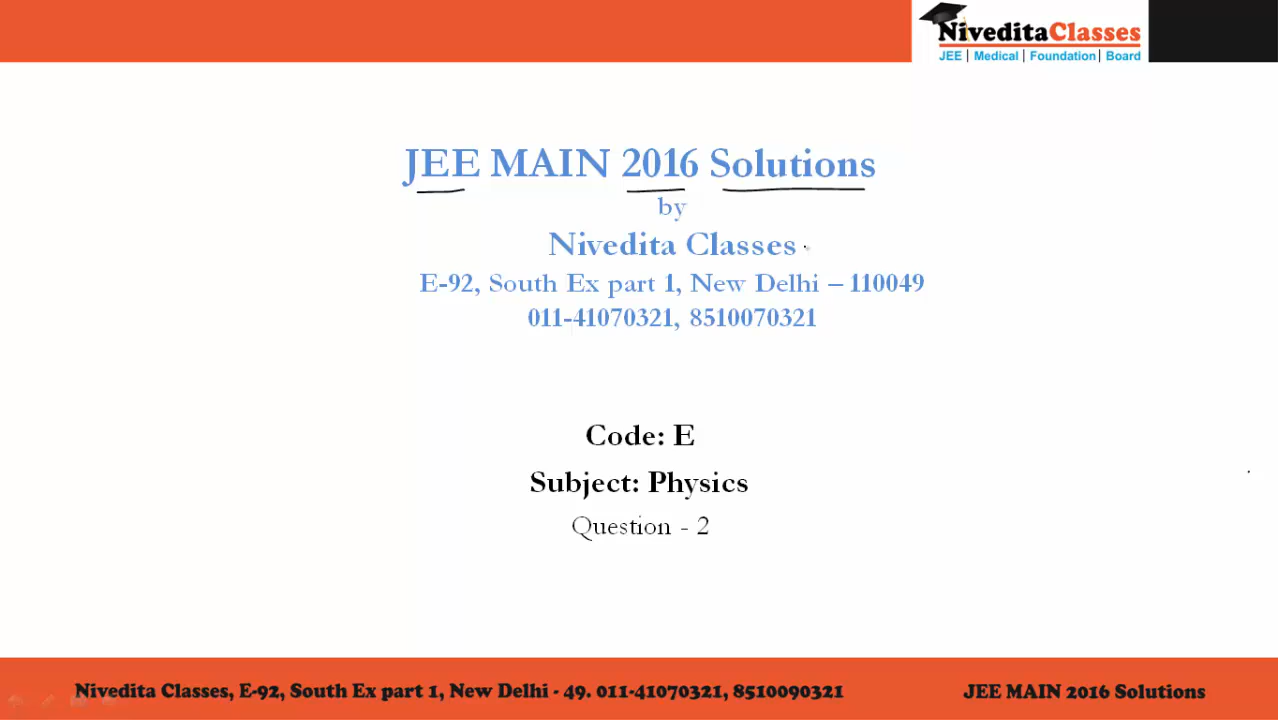 NiveditaClasses
JEE | Medical | Foundation | Board
JEE MAIN 2016 Solutions
by
Nivedita Classes
E-92, South Ex part 1, New Delhi – 110049
011-41070321, 8510070321
Code: E
Subject: Physics
Question - 2
Nivedita Classes, E-92, South Ex part 1, New Delhi - 49. 011-41070321, 8510090321
JEE MAIN 2016 Solutions